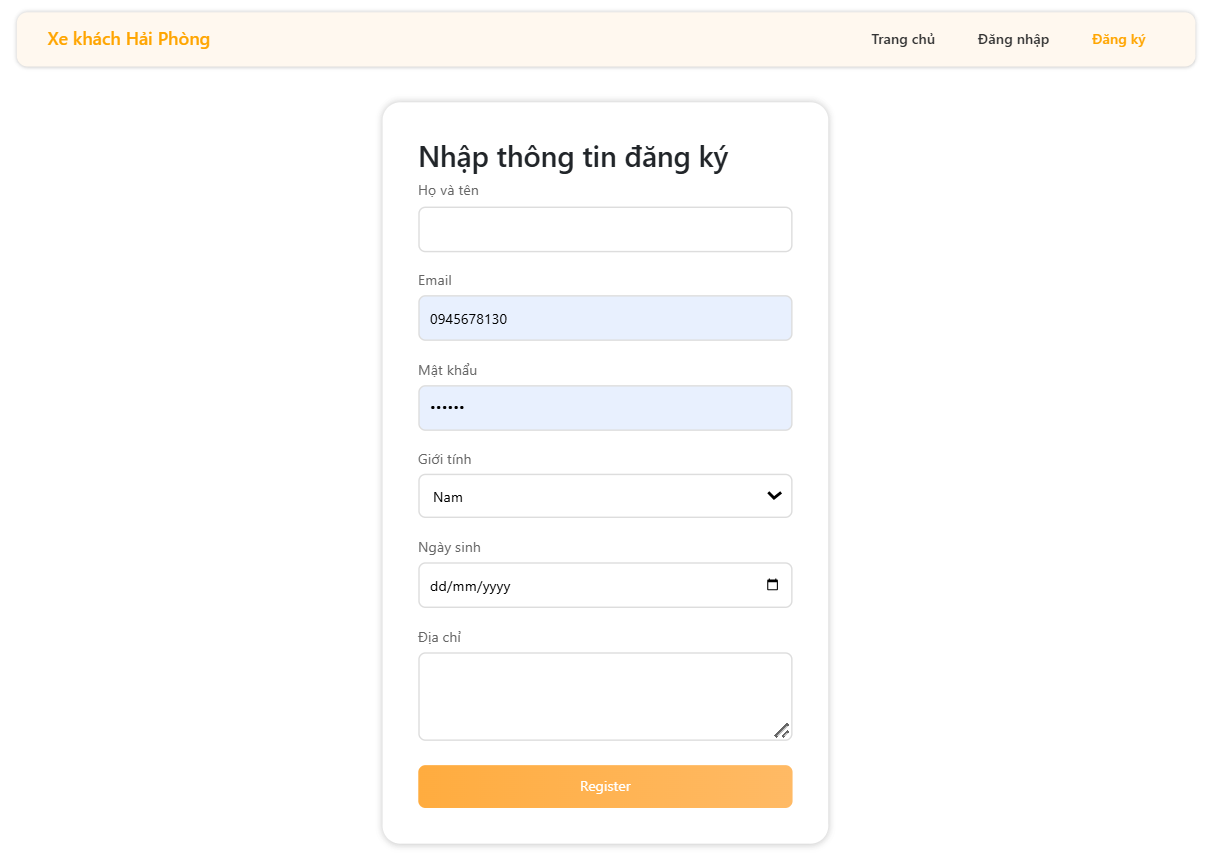 Xe khách Hải Phòng
Trang chủ Đăng nhập Đăng ký
Nhập thông tin đăng ký
Họ và tên
Email
0945678130
Mật khẩu
••••••
Giới tính
Nam
Ngày sinh
dd/mm/yyyy
Địa chỉ
Register